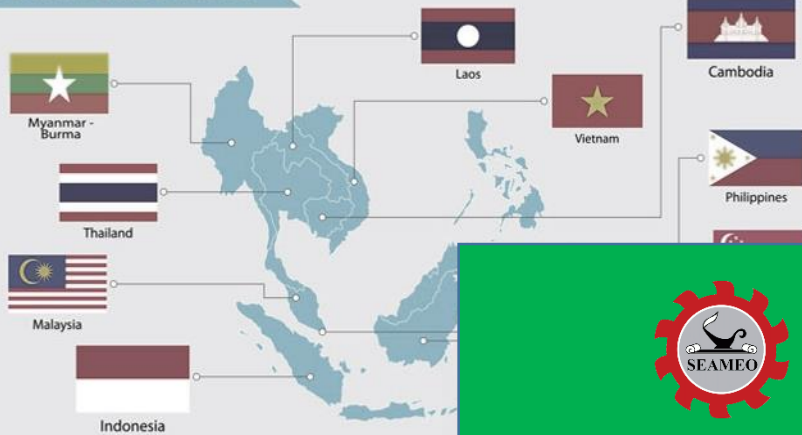 Laos
Cambodia
Myanmar -
Burma
Vietnam
Philippines
Thailand
Malaysia
Indonesia
SEAMEO